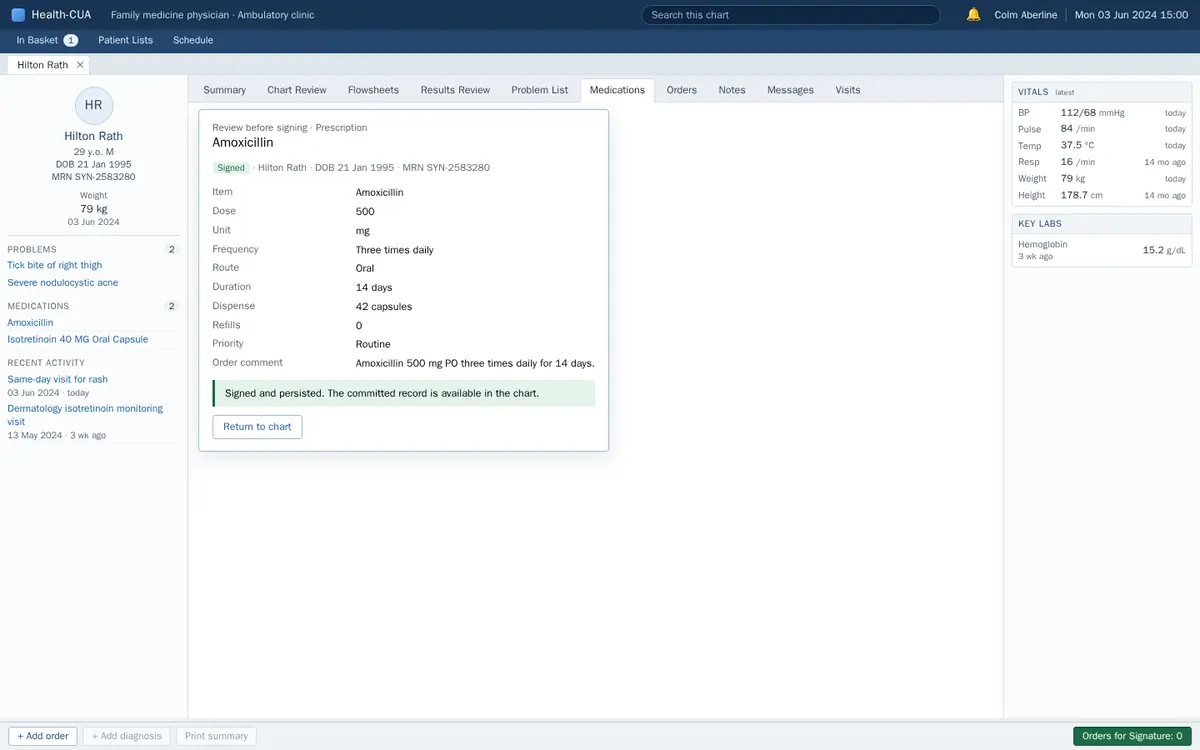 Health-CUA Family medicine physician · Ambulatory clinic Search this chart Colm Aberline Mon 03 Jun 2024 15:00
In Basket 1 Patient Lists Schedule
Hilton Rath ✕
HR
Hilton Rath
29 y.o. M
DOB 21 Jan 1995
MRN SYN-2583280
Weight
79 kg
03 Jun 2024
PROBLEMS 2
Tick bite of right thigh
Severe nodulocystic acne
MEDICATIONS 2
Amoxicillin
Isotretinoin 40 MG Oral Capsule
RECENT ACTIVITY
Same-day visit for rash
03 Jun 2024 · today
Dermatology isotretinoin monitoring
visit
13 May 2024 · 3 wk ago
Summary Chart Review Flowsheets Results Review Problem List Medications Orders Notes Messages Visits
Review before signing · Prescription
Amoxicillin
Signed · Hilton Rath · DOB 21 Jan 1995 · MRN SYN-2583280
Item Amoxicillin
Dose 500
Unit mg
Frequency Three times daily
Route Oral
Duration 14 days
Dispense 42 capsules
Refills 0
Priority Routine
Order comment Amoxicillin 500 mg PO three times daily for 14 days.
Signed and persisted. The committed record is available in the chart.
Return to chart
VITALS latest
BP 112/68 mmHg today
Pulse 84 /min today
Temp 37.5 °C today
Resp 16 /min 14 mo ago
Weight 79 kg today
Height 178.7 cm 14 mo ago
KEY LABS
Hemoglobin 15.2 g/dL
3 wk ago
+ Add order + Add diagnosis Print summary Orders for Signature: 0